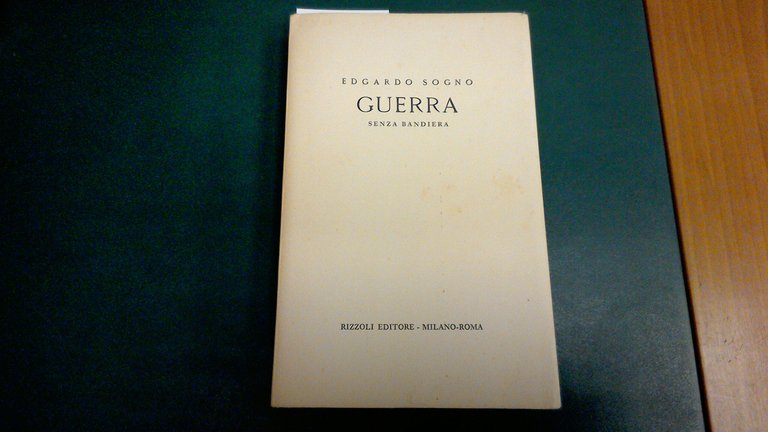 EDGARDO SOGNO
GUERRA
SENZA BANDIERA
RIZZOLI EDITORE - MILANO-ROMA